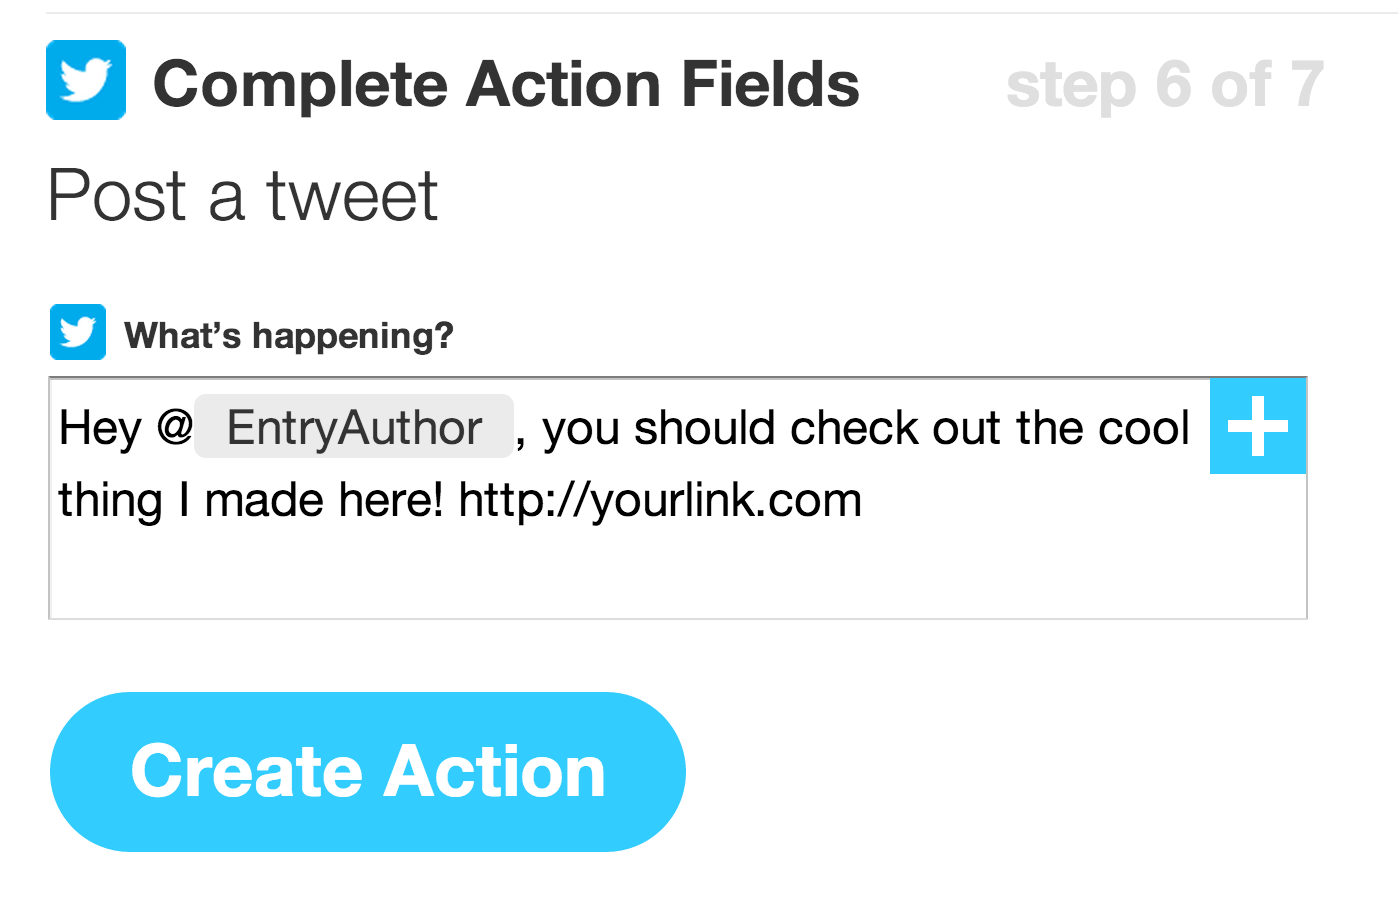 Complete Action Fields step 6 of 7
Post a tweet
What’s happening?
Hey @ EntryAuthor , you should check out the cool
thing I made here! http://yourlink.com
Create Action